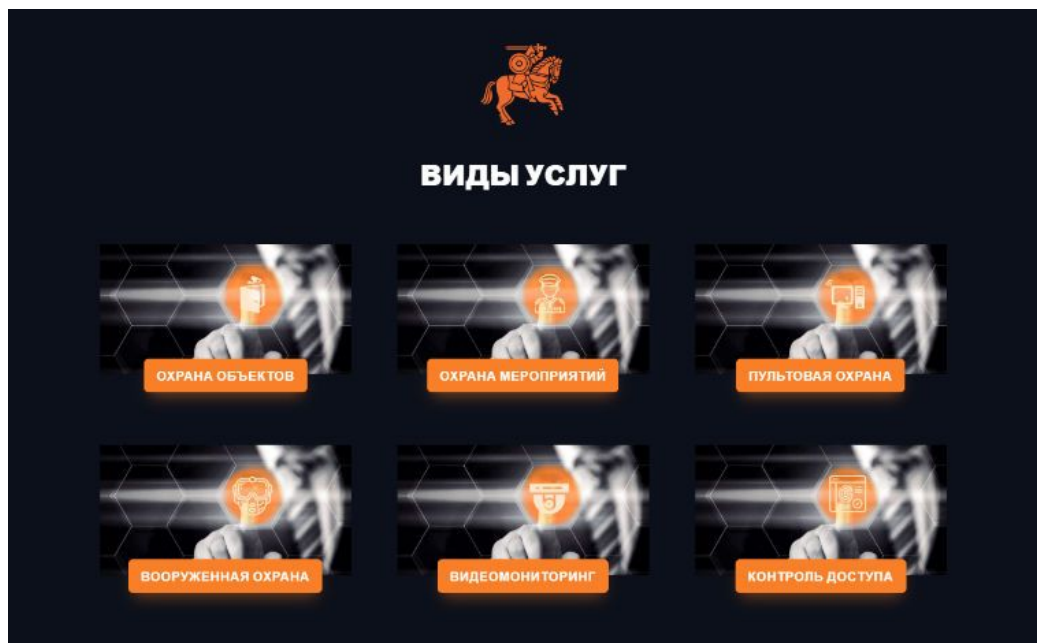 ВИДЫ УСЛУГ
ОХРАНА ОБЪЕКТОВ
ОХРАНА МЕРОПРИЯТИЙ
ПУЛЬТОВАЯ ОХРАНА
ВООРУЖЕННАЯ ОХРАНА
ВИДЕОМОНИТОРИНГ
КОНТРОЛЬ ДОСТУПА